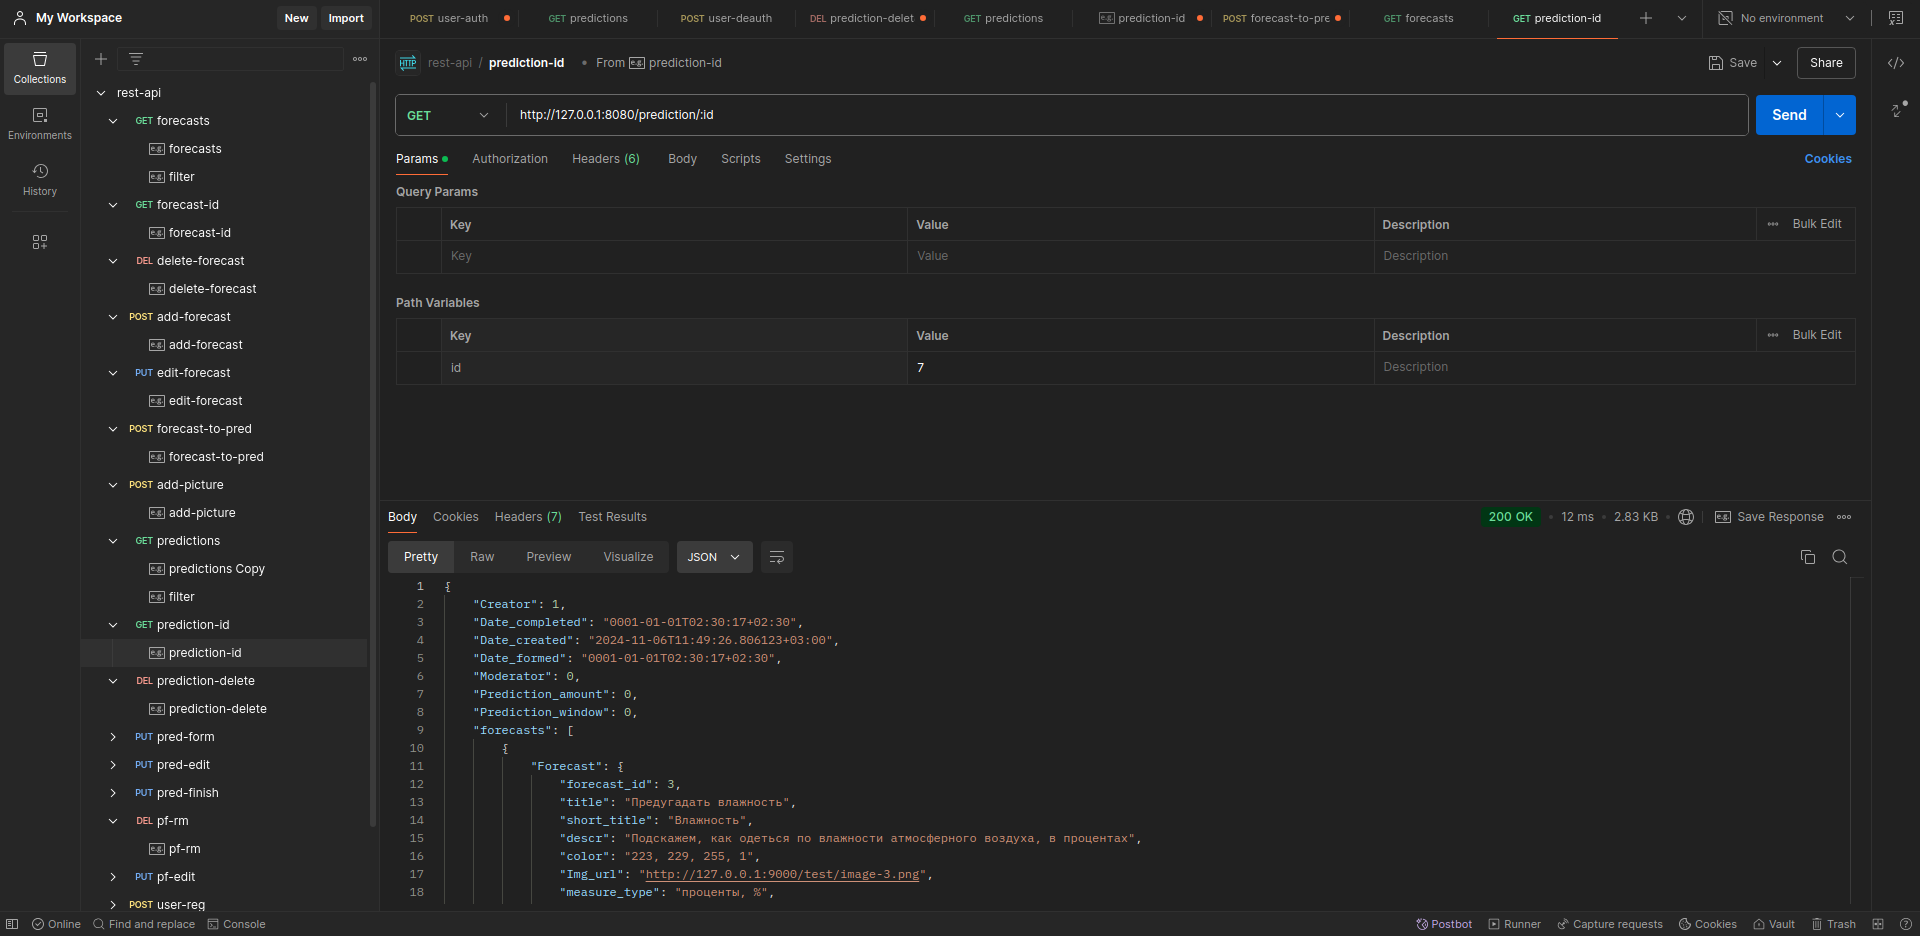 My Workspace
New
Import
POST user-auth
GET predictions
POST user-deauth
DEL prediction-delet
GET predictions
e.g. prediction-id
POST forecast-to-pre
GET forecasts
GET prediction-id
No environment
Collections
Environments
History
rest-api
GET forecasts
e.g. forecasts
e.g. filter
GET forecast-id
e.g. forecast-id
DEL delete-forecast
e.g. delete-forecast
POST add-forecast
e.g. add-forecast
PUT edit-forecast
e.g. edit-forecast
POST forecast-to-pred
e.g. forecast-to-pred
POST add-picture
e.g. add-picture
GET predictions
e.g. predictions Copy
e.g. filter
GET prediction-id
e.g. prediction-id
DEL prediction-delete
e.g. prediction-delete
PUT pred-form
PUT pred-edit
PUT pred-finish
DEL pf-rm
e.g. pf-rm
PUT pf-edit
POST user-reg
HTTP rest-api / prediction-id • From e.g. prediction-id
Save
Share
GET http://127.0.0.1:8080/prediction/:id
Send
Params
Authorization
Headers (6)
Body
Scripts
Settings
Cookies
Query Params
Key Value Description ••• Bulk Edit
Key Value Description
Path Variables
Key Value Description ••• Bulk Edit
id 7 Description
Body Cookies Headers (7) Test Results
200 OK • 12 ms • 2.83 KB
e.g. Save Response
Pretty Raw Preview Visualize JSON
1 {
2 "Creator": 1,
3 "Date_completed": "0001-01-01T02:30:17+02:30",
4 "Date_created": "2024-11-06T11:49:26.806123+03:00",
5 "Date_formed": "0001-01-01T02:30:17+02:30",
6 "Moderator": 0,
7 "Prediction_amount": 0,
8 "Prediction_window": 0,
9 "forecasts": [
10 {
11 "Forecast": {
12 "forecast_id": 3,
13 "title": "Предугадать влажность",
14 "short_title": "Влажность",
15 "descr": "Подскажем, как одеться по влажности атмосферного воздуха, в процентах",
16 "color": "223, 229, 255, 1",
17 "Img_url": "http://127.0.0.1:9000/test/image-3.png",
18 "measure_type": "проценты, %",
Online
Find and replace
Console
Postbot
Runner
Capture requests
Cookies
Vault
Trash